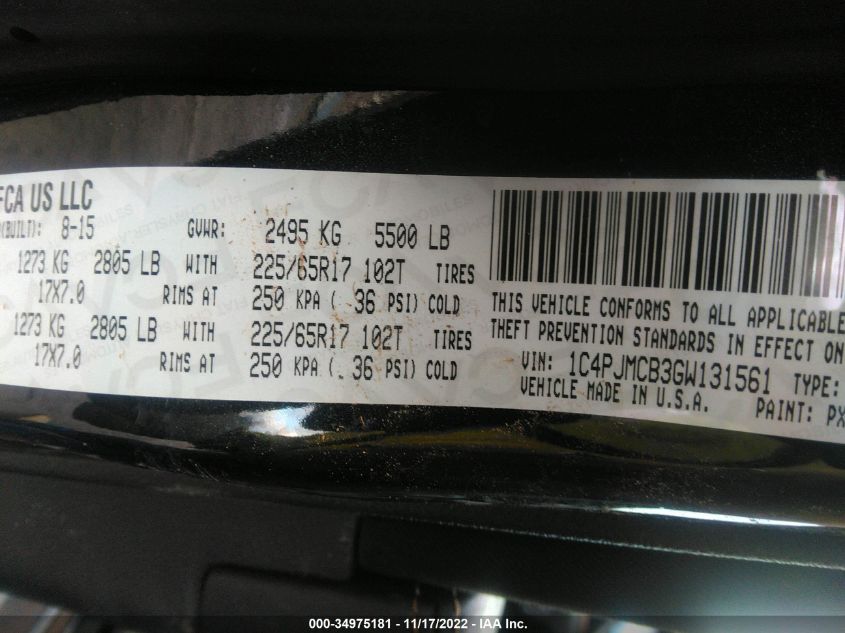 FCA US LLC
(BUILT): 8-15 GVWR: 2495 KG 5500 LB
1273 KG 2805 LB WITH 225/65R17 102T TIRES
17X7.0 RIMS AT 250 KPA ( 36 PSI) COLD
1273 KG 2805 LB WITH 225/65R17 102T TIRES
17X7.0 RIMS AT 250 KPA ( 36 PSI) COLD
THIS VEHICLE CONFORMS TO ALL APPLICABLE
THEFT PREVENTION STANDARDS IN EFFECT ON
VIN: 1C4PJMCB3GW131561 TYPE:
VEHICLE MADE IN U.S.A. PAINT: PX
000-34975181 - 11/17/2022 - IAAI.com